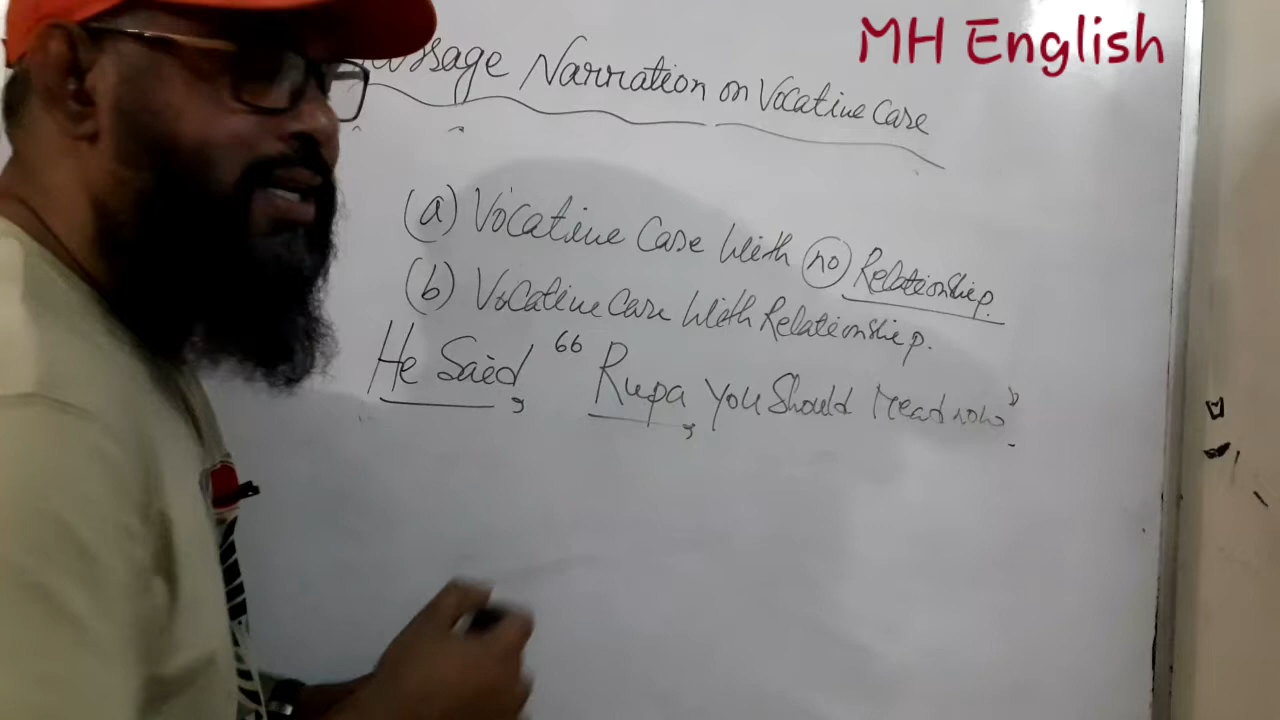 MH English
Narration on Vocative Case
(a) Vocative Case With no Relationship.
(b) Vocative Case With Relationship.
He Said, “ Rupa, you Should read now”.